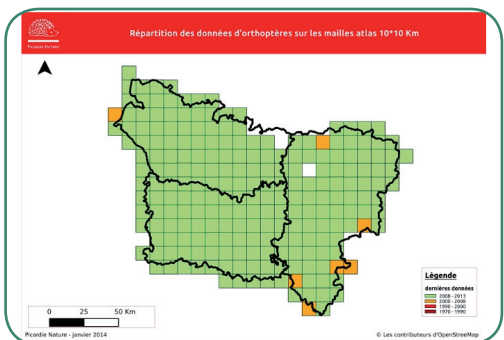 Répartition des données d'orthoptères sur les mailles atlas 10*10 Km
Picardie Nature
Légende
dernières données
2008 - 2013
2000 - 2008
1990 - 2000
1970 - 1990
0 25 50 Km
Picardie Nature - janvier 2014
© Les contributeurs d'OpenStreeMap